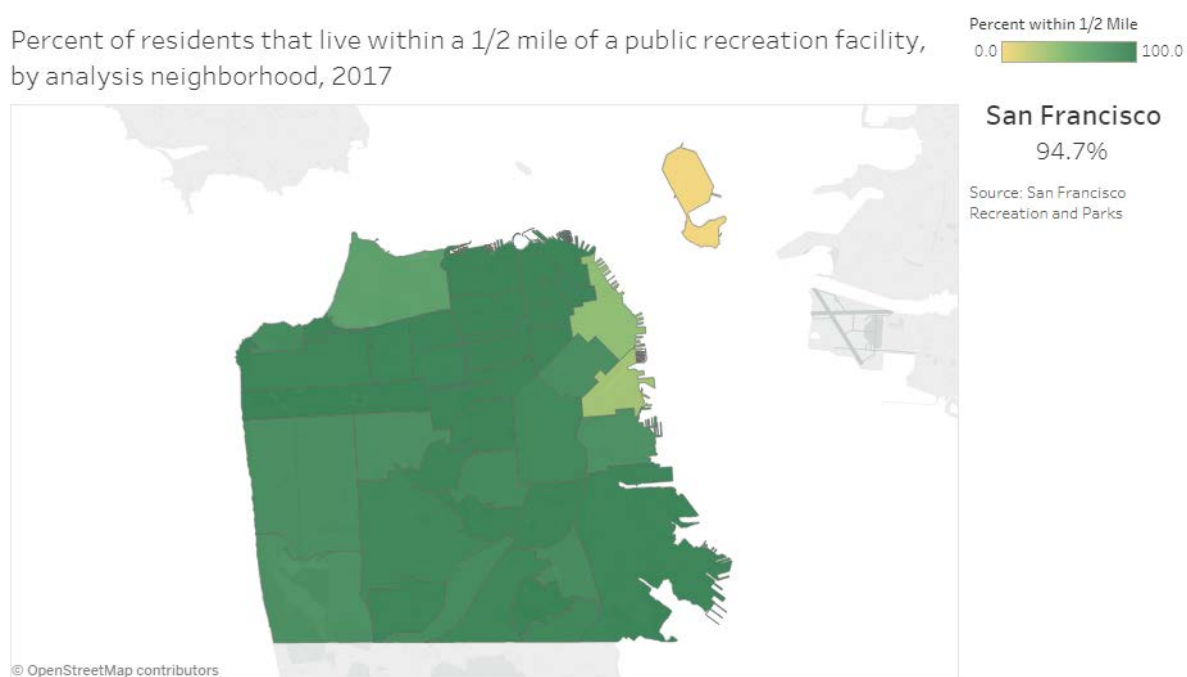 Percent of residents that live within a 1/2 mile of a public recreation facility,
by analysis neighborhood, 2017
Percent within 1/2 Mile
0.0 100.0
San Francisco
94.7%
Source: San Francisco
Recreation and Parks
© OpenStreetMap contributors